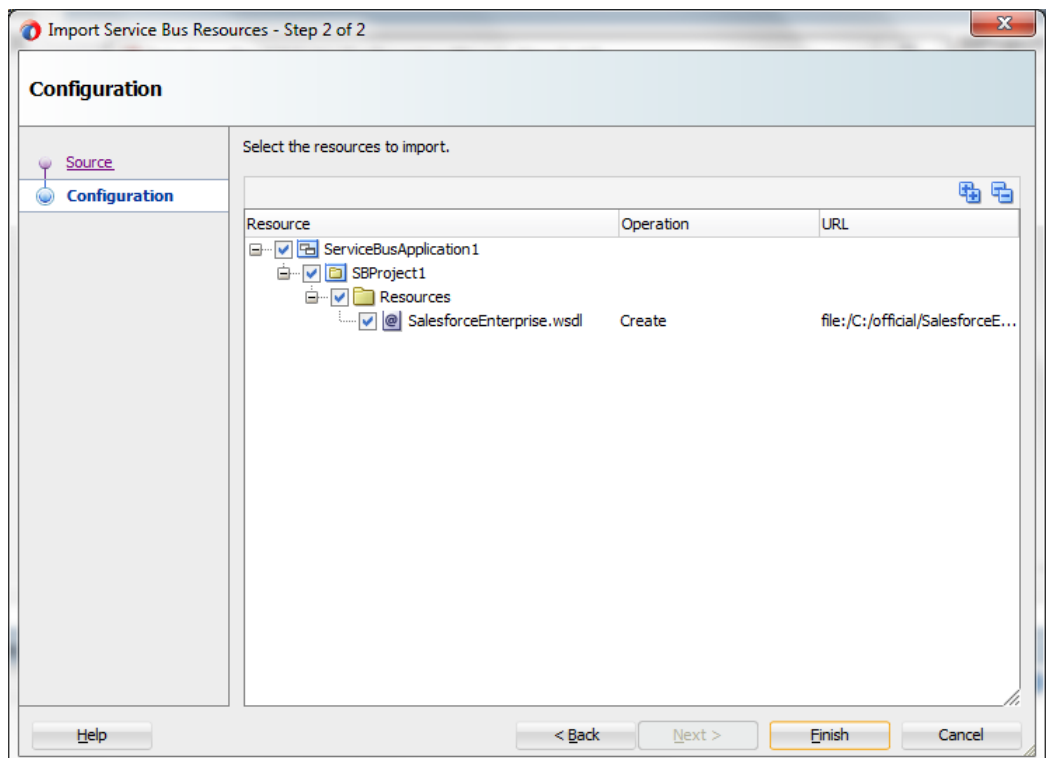 Import Service Bus Resources - Step 2 of 2
Configuration
Source
Configuration
Select the resources to import.
Resource Operation URL
ServiceBusApplication1
SBProject1
Resources
SalesforceEnterprise.wsdl Create file:/C:/official/SalesforceE...
Help < Back Next > Finish Cancel